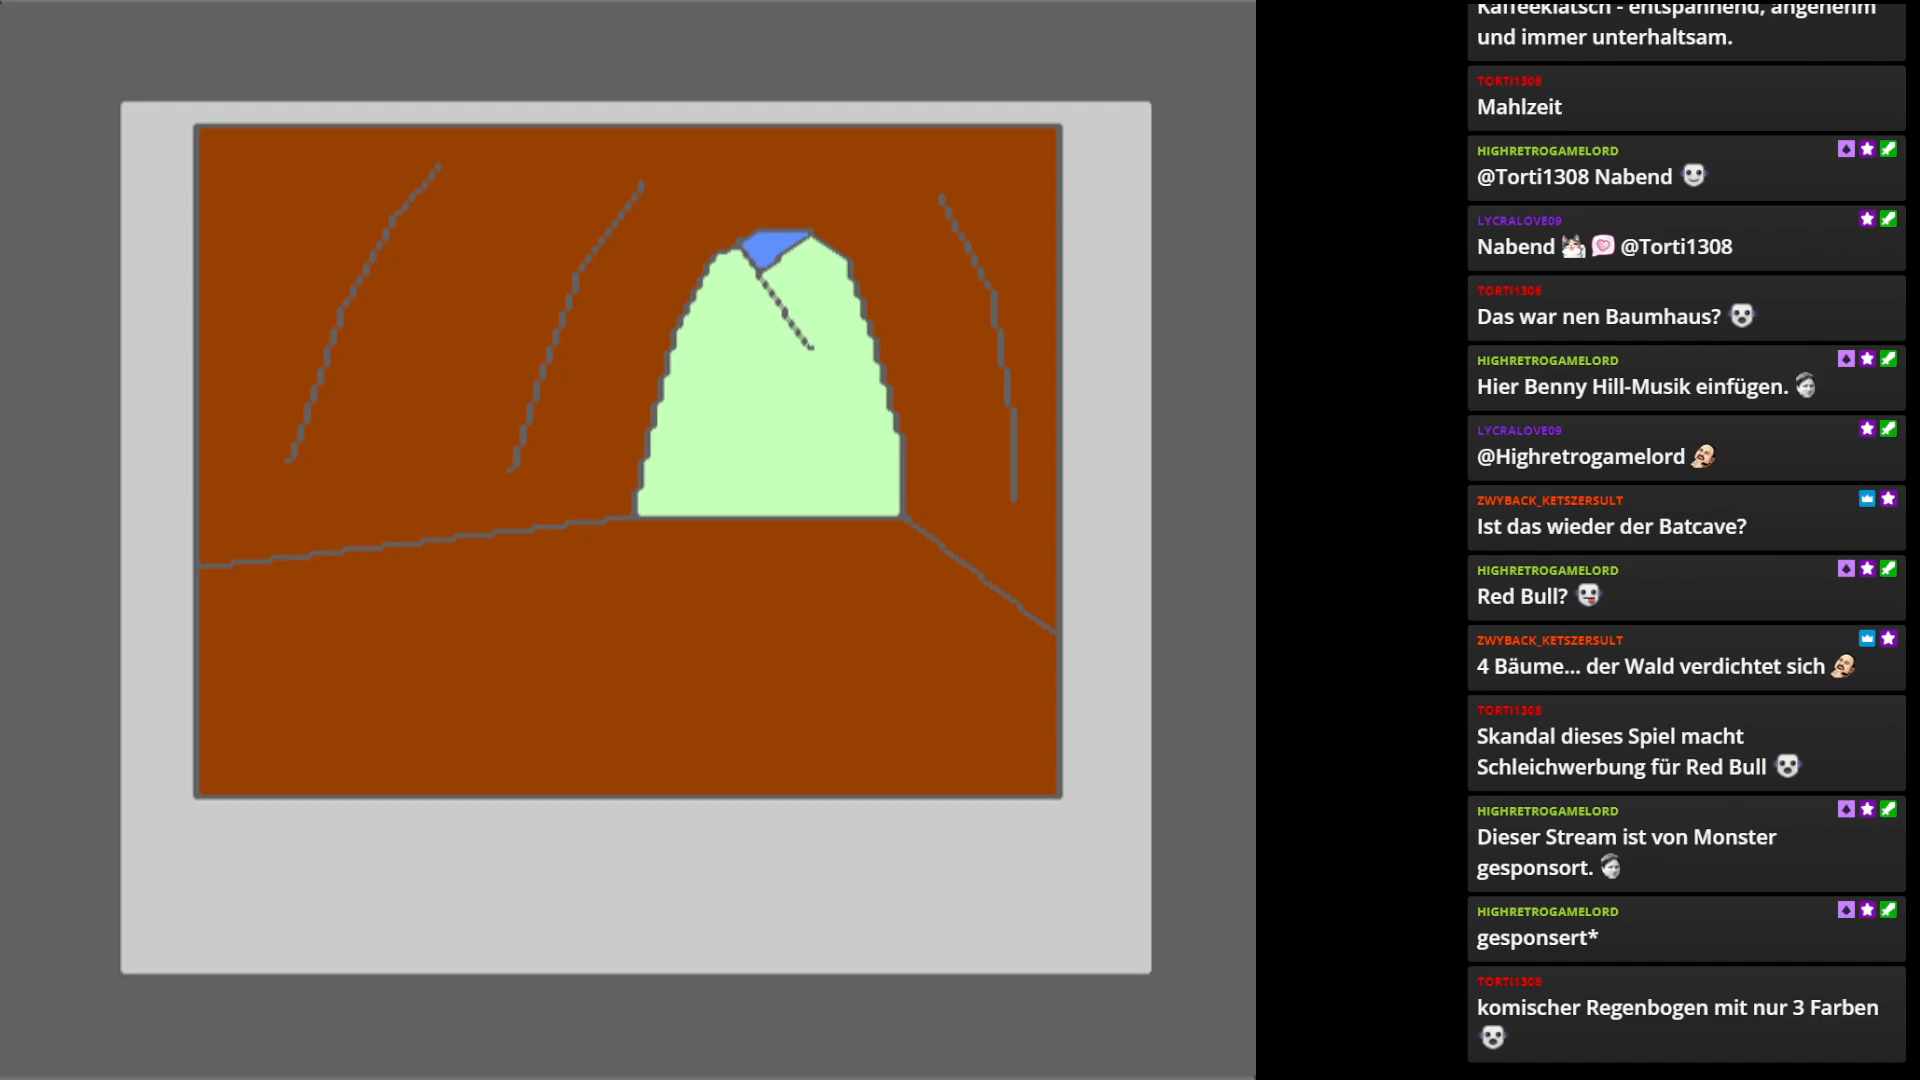 Kaffeeklatsch - entspannend, angenehm
und immer unterhaltsam.
TORTI1308
Mahlzeit
HIGHRETROGAMELORD
@Torti1308 Nabend
LYCRALOVE09
Nabend @Torti1308
TORTI1308
Das war nen Baumhaus?
HIGHRETROGAMELORD
Hier Benny Hill-Musik einfügen.
LYCRALOVE09
@Highretrogamelord
ZWYBACK_KETSZERSULT
Ist das wieder der Batcave?
HIGHRETROGAMELORD
Red Bull?
ZWYBACK_KETSZERSULT
4 Bäume... der Wald verdichtet sich
TORTI1308
Skandal dieses Spiel macht
Schleichwerbung für Red Bull
HIGHRETROGAMELORD
Dieser Stream ist von Monster
gesponsort.
HIGHRETROGAMELORD
gesponsert*
TORTI1308
komischer Regenbogen mit nur 3 Farben